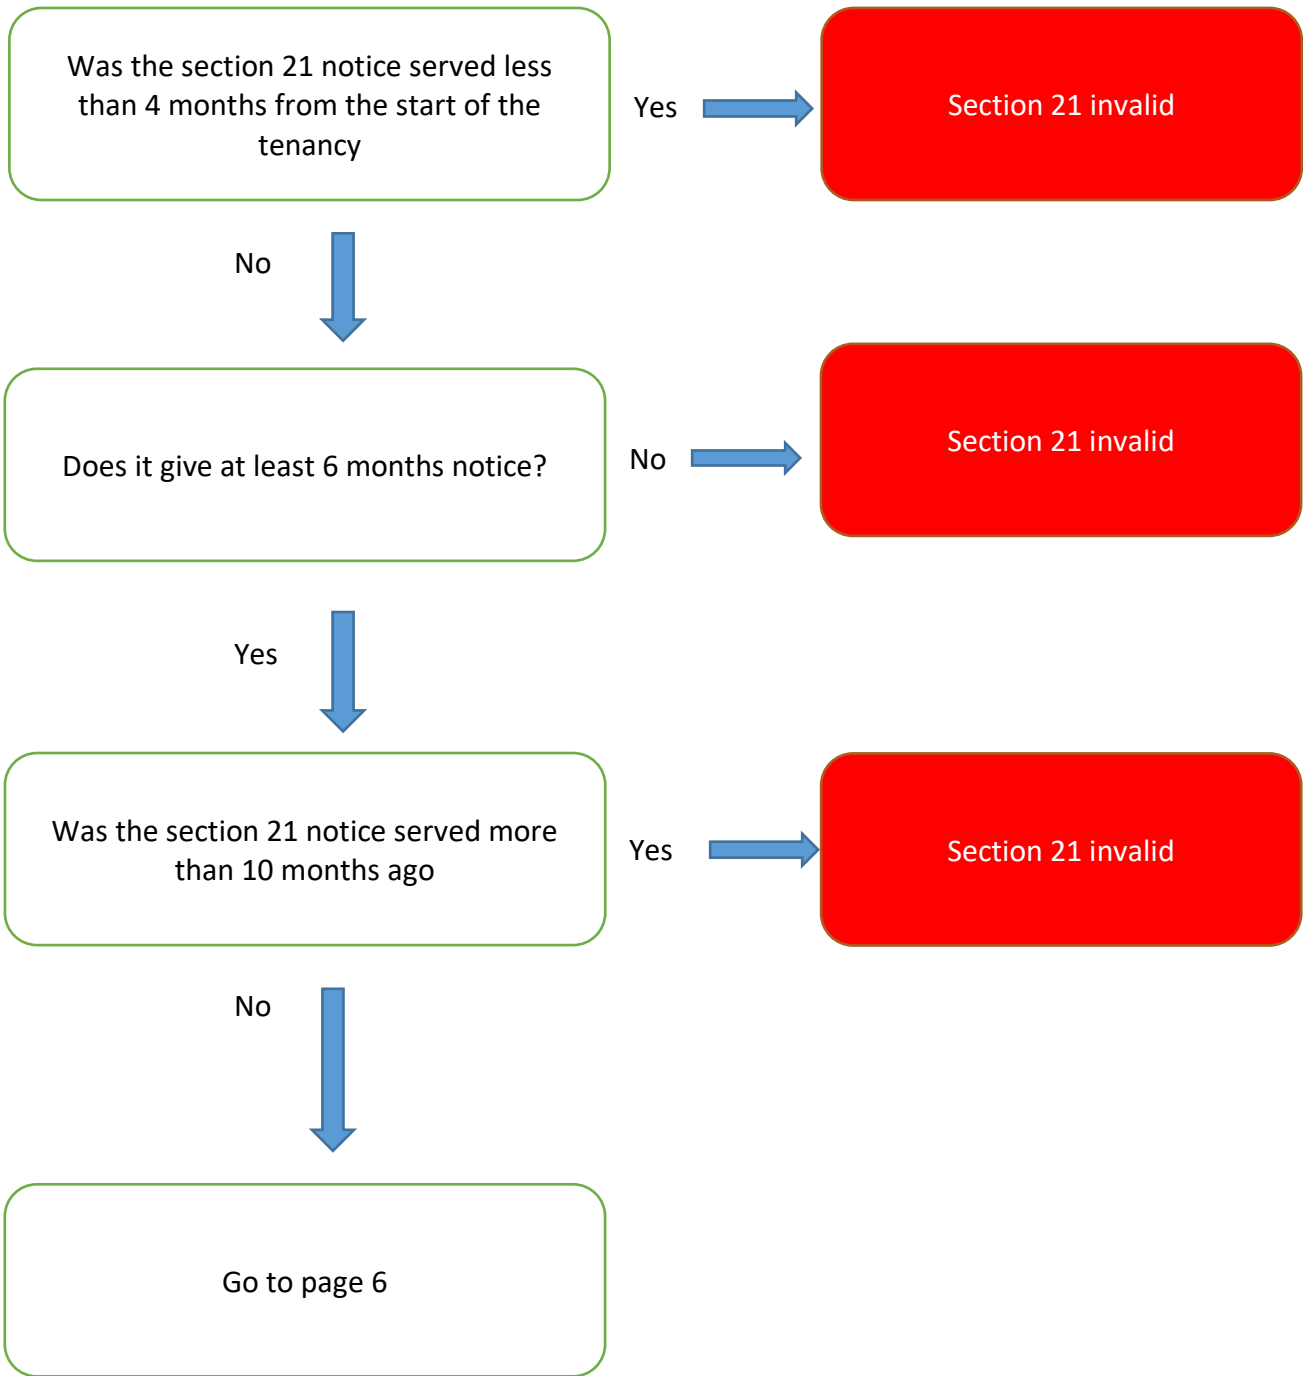 Was the section 21 notice served less
than 4 months from the start of the
tenancy
Yes
Section 21 invalid
No
Does it give at least 6 months notice?
No
Section 21 invalid
Yes
Was the section 21 notice served more
than 10 months ago
Yes
Section 21 invalid
No
Go to page 6